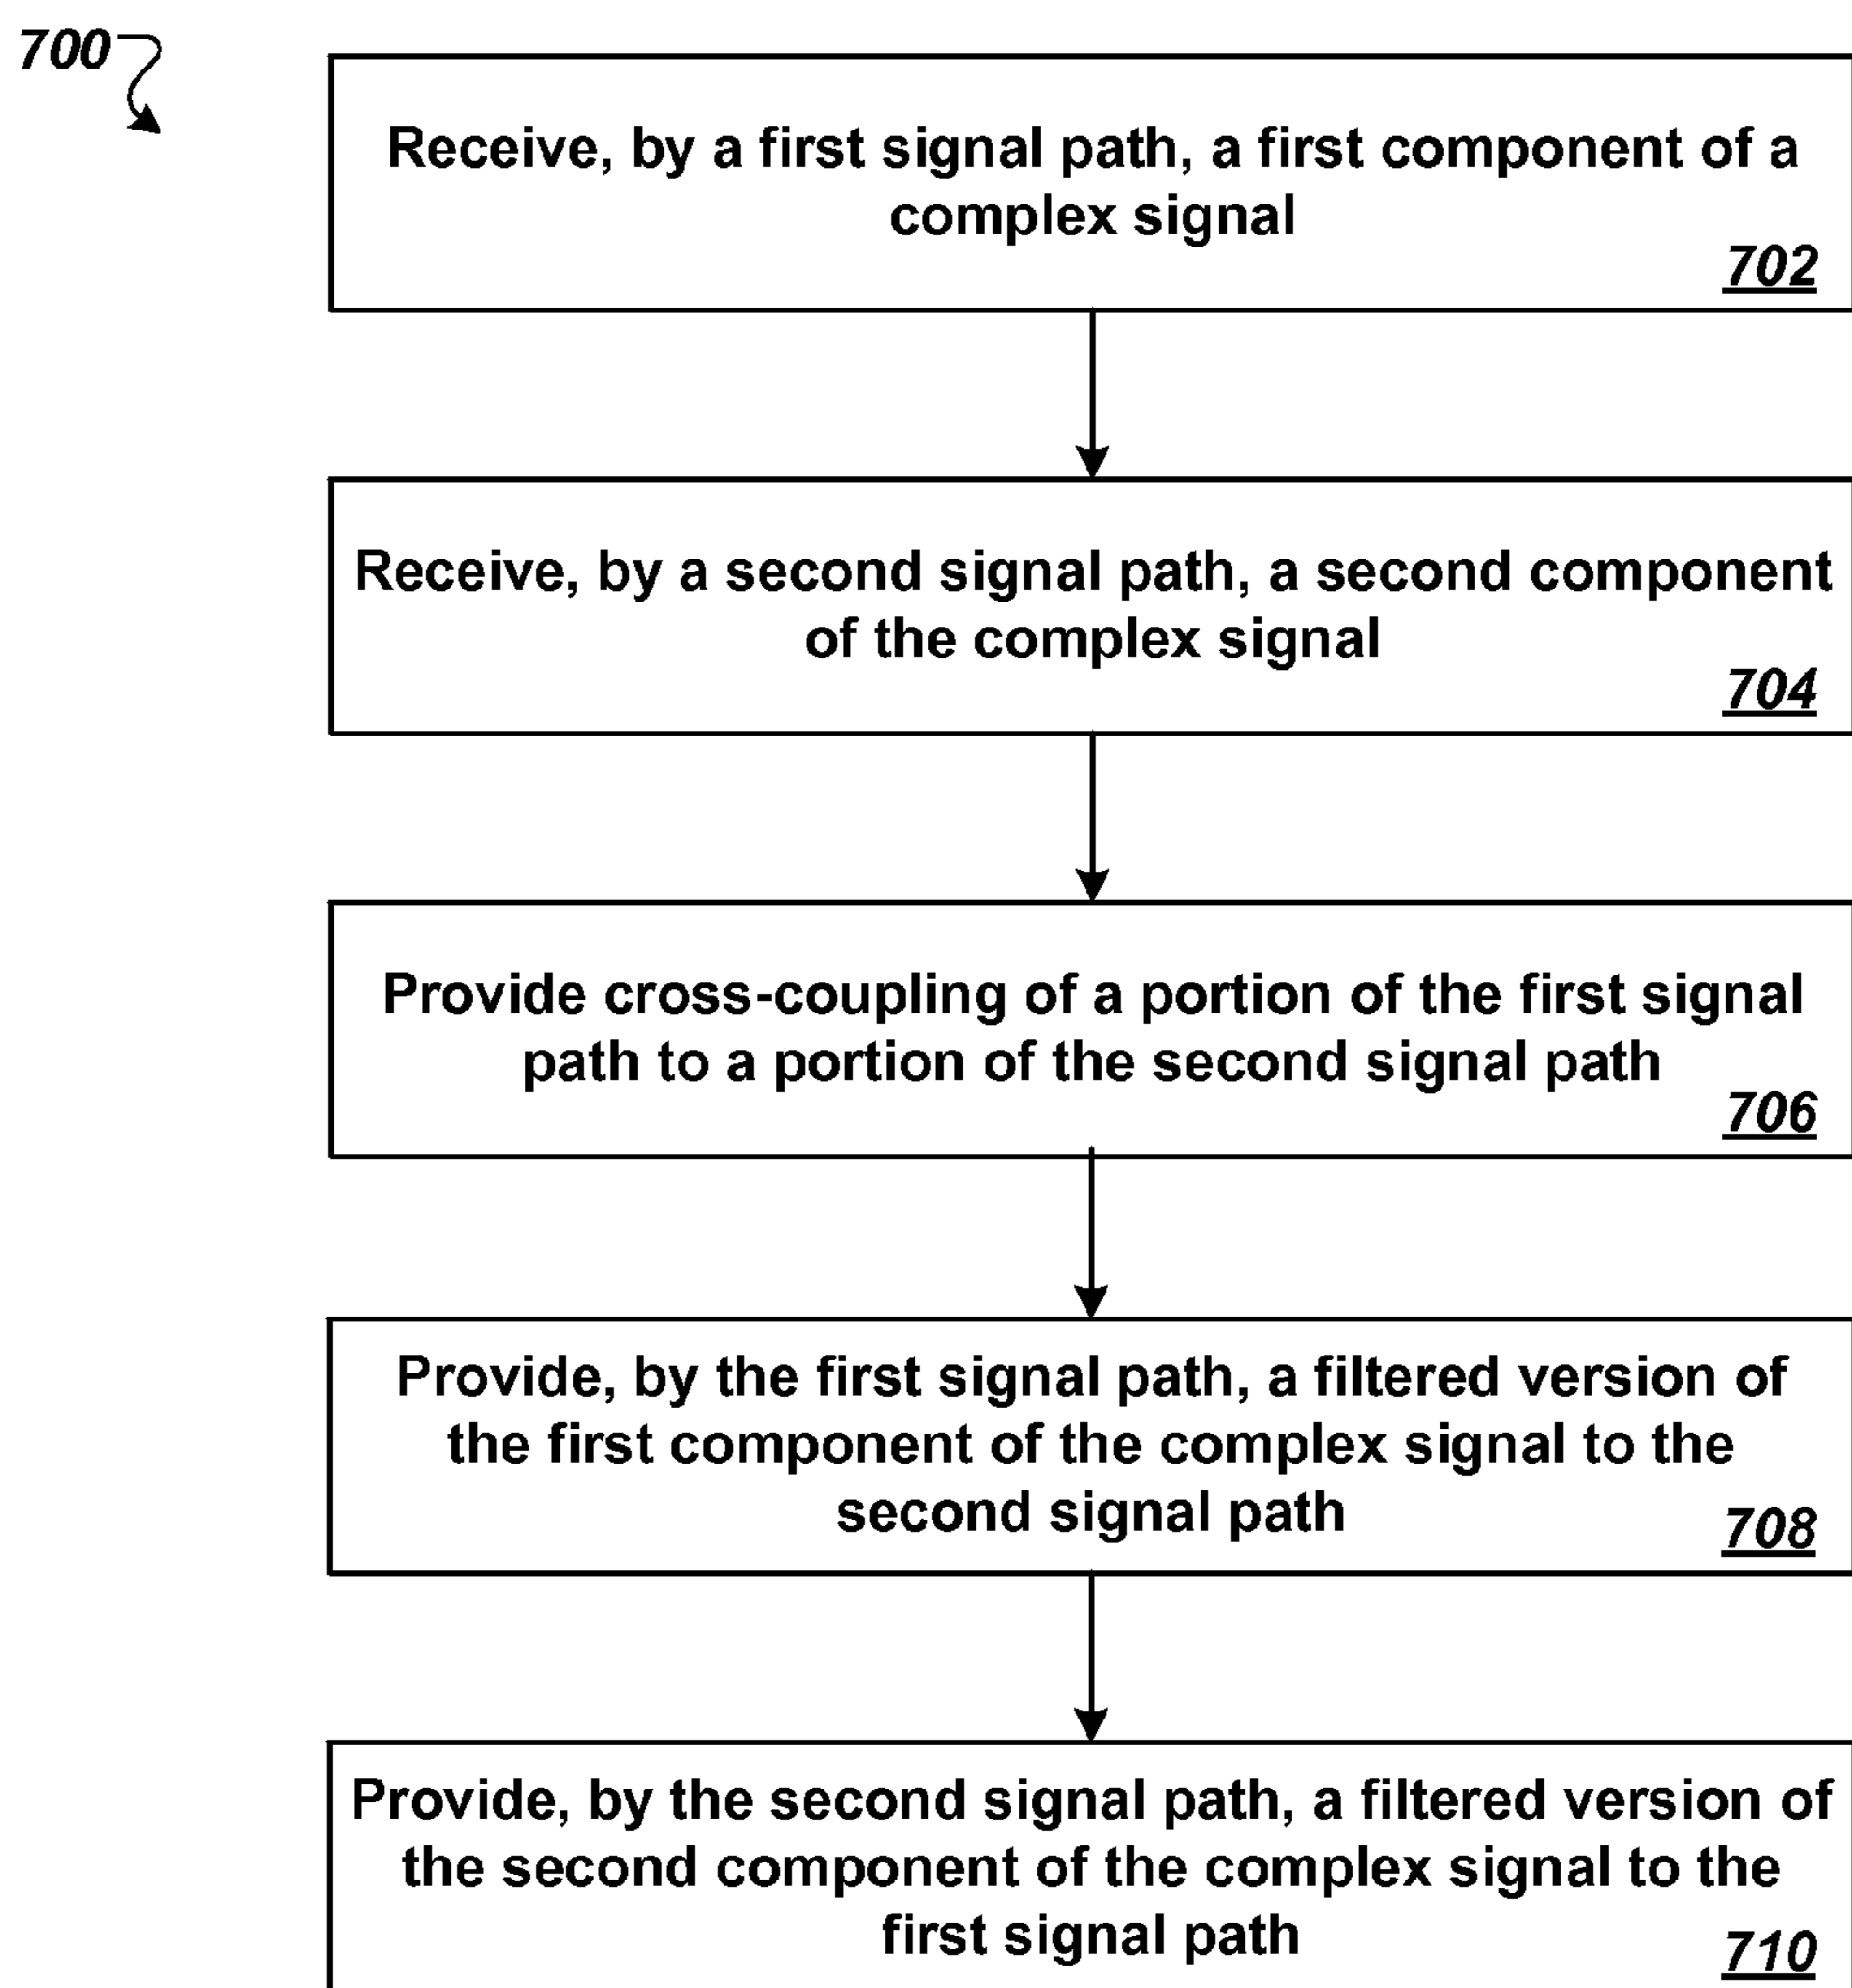 700
Receive, by a first signal path, a first component of a
complex signal
702
Receive, by a second signal path, a second component
of the complex signal
704
Provide cross-coupling of a portion of the first signal
path to a portion of the second signal path
706
Provide, by the first signal path, a filtered version of
the first component of the complex signal to the
second signal path
708
Provide, by the second signal path, a filtered version of
the second component of the complex signal to the
first signal path
710